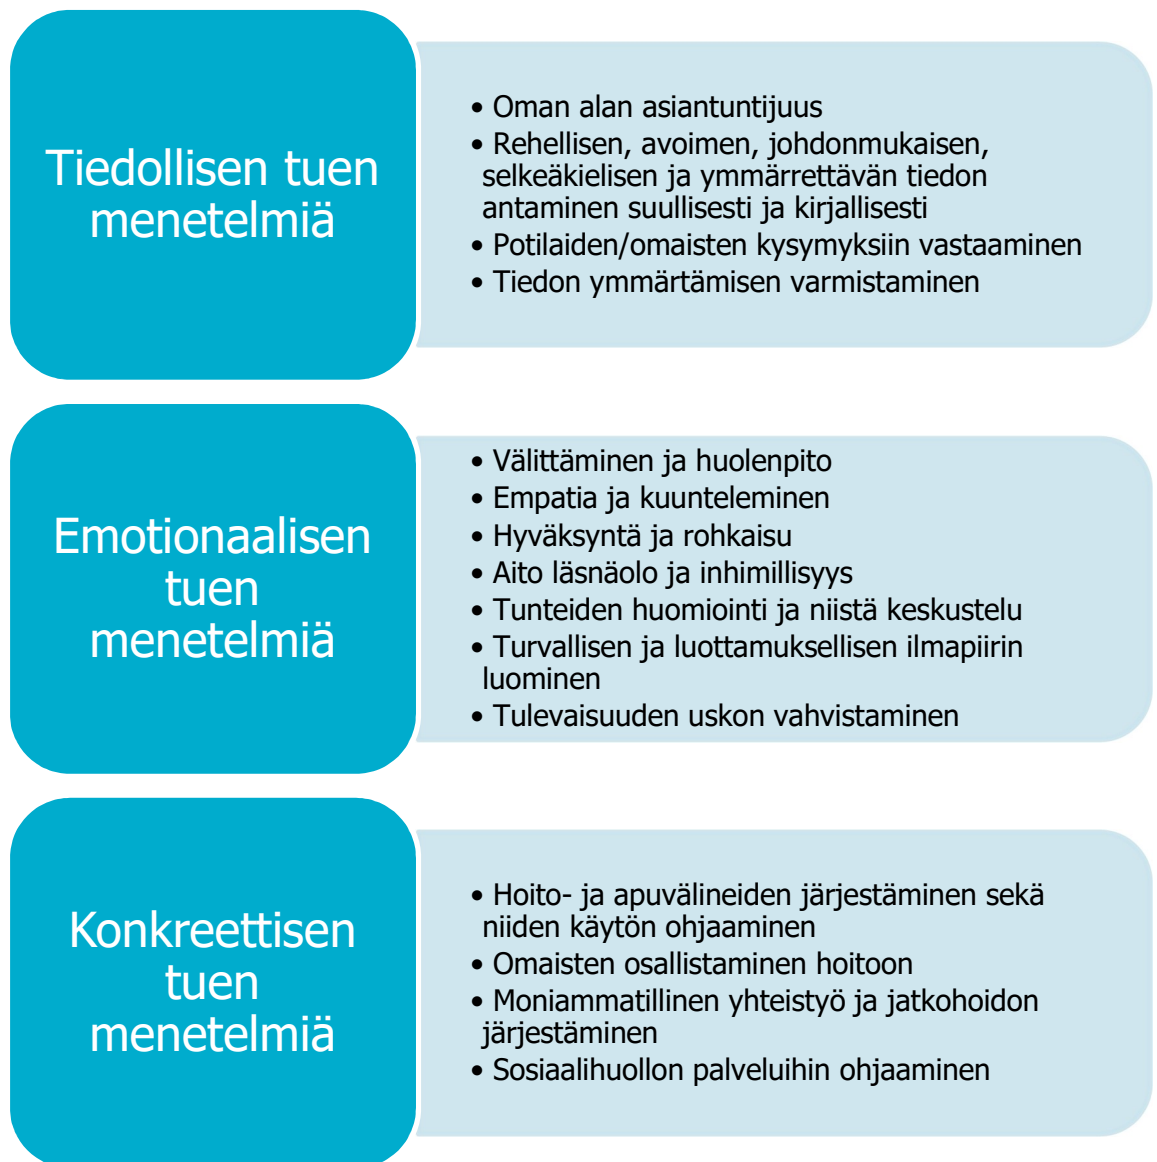 Tiedollisen tuen
menetelmiä
• Oman alan asiantuntijuus
• Rehellisen, avoimen, johdonmukaisen,
selkeäkielisen ja ymmärrettävän tiedon
antaminen suullisesti ja kirjallisesti
• Potilaiden/omaisten kysymyksiin vastaaminen
• Tiedon ymmärtämisen varmistaminen
Emotionaalisen
tuen
menetelmiä
• Välittäminen ja huolenpito
• Empatia ja kuunteleminen
• Hyväksyntä ja rohkaisu
• Aito läsnäolo ja inhimillisyys
• Tunteiden huomiointi ja niistä keskustelu
• Turvallisen ja luottamuksellisen ilmapiirin
luominen
• Tulevaisuuden uskon vahvistaminen
Konkreettisen
tuen
menetelmiä
• Hoito- ja apuvälineiden järjestäminen sekä
niiden käytön ohjaaminen
• Omaisten osallistaminen hoitoon
• Moniammatillinen yhteistyö ja jatkohoidon
järjestäminen
• Sosiaalihuollon palveluihin ohjaaminen